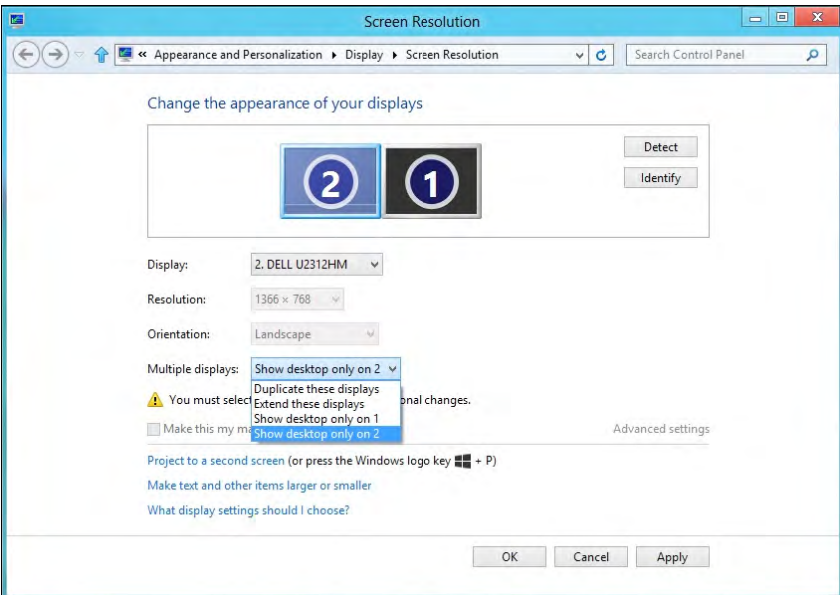 Screen Resolution
« Appearance and Personalization Display Screen Resolution
Search Control Panel
Change the appearance of your displays
2
1
Detect
Identify
Display: 2. DELL U2312HM
Resolution: 1366 × 768
Orientation: Landscape
Multiple displays: Show desktop only on 2
Duplicate these displays
You must select onal changes.
Extend these displays
Show desktop only on 1
Make this my ma Advanced settings
Show desktop only on 2
Project to a second screen (or press the Windows logo key + P)
Make text and other items larger or smaller
What display settings should I choose?
OK Cancel Apply